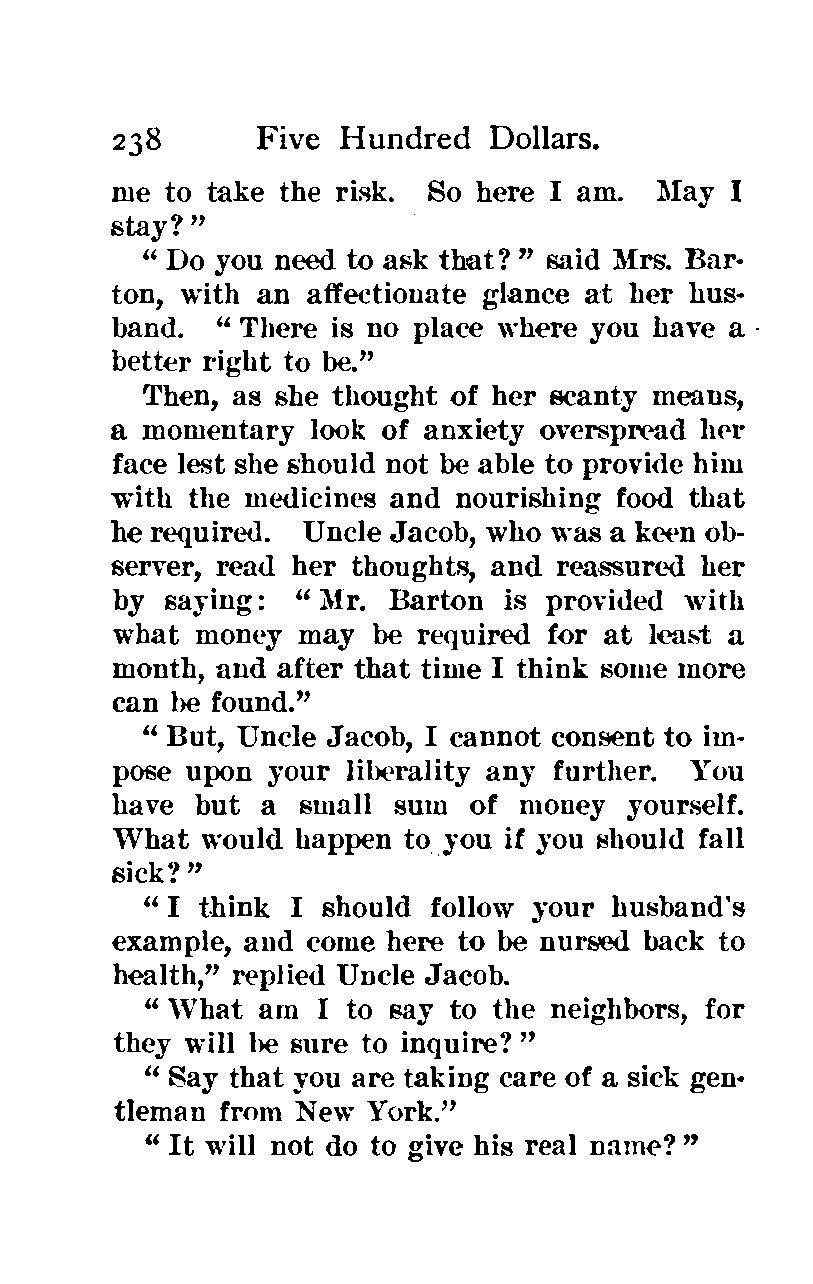 238 Five Hundred Dollars.
me to take the risk. So here I am. May I
stay?”
“ Do you need to ask that? ” said Mrs. Bar-
ton, with an affectionate glance at her hus-
band. “ There is no place where you have a
better right to be.”
Then, as she thought of her scanty means,
a momentary look of anxiety overspread her
face lest she should not be able to provide him
with the medicines and nourishing food that
he required. Uncle Jacob, who was a keen ob-
server, read her thoughts, and reassured her
by saying: “ Mr. Barton is provided with
what money may be required for at least a
month, and after that time I think some more
can be found.”
“ But, Uncle Jacob, I cannot consent to im-
pose upon your liberality any further. You
have but a small sum of money yourself.
What would happen to you if you should fall
sick? ”
“ I think I should follow your husband's
example, and come here to be nursed back to
health,” replied Uncle Jacob.
“ What am I to say to the neighbors, for
they will be sure to inquire? ”
“ Say that you are taking care of a sick gen-
tleman from New York.”
“ It will not do to give his real name? ”